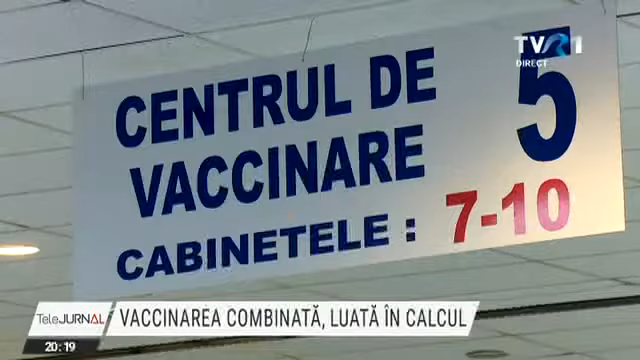 TVR1
DIRECT
CENTRUL DE
VACCINARE
5
CABINETELE : 7-10
TeleJURNAL
VACCINAREA COMBINATĂ, LUATĂ ÎN CALCUL
20:19